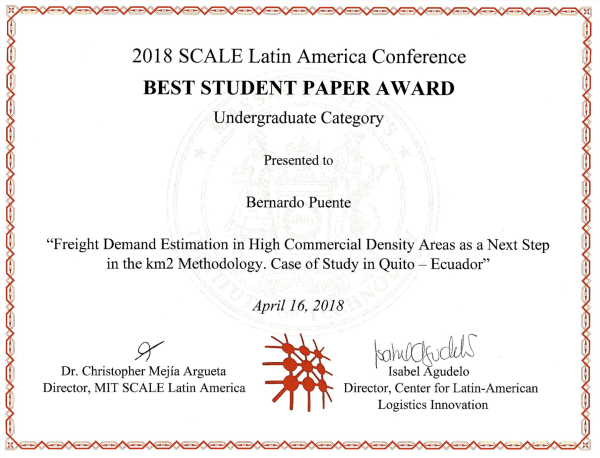 2018 SCALE Latin America Conference
BEST STUDENT PAPER AWARD
Undergraduate Category
Presented to
Bernardo Puente
“Freight Demand Estimation in High Commercial Density Areas as a Next Step
in the km2 Methodology. Case of Study in Quito – Ecuador”
April 16, 2018
Isabel Agudelo
Dr. Christopher Mejía Argueta
Director, MIT SCALE Latin America
Isabel Agudelo
Director, Center for Latin-American
Logistics Innovation